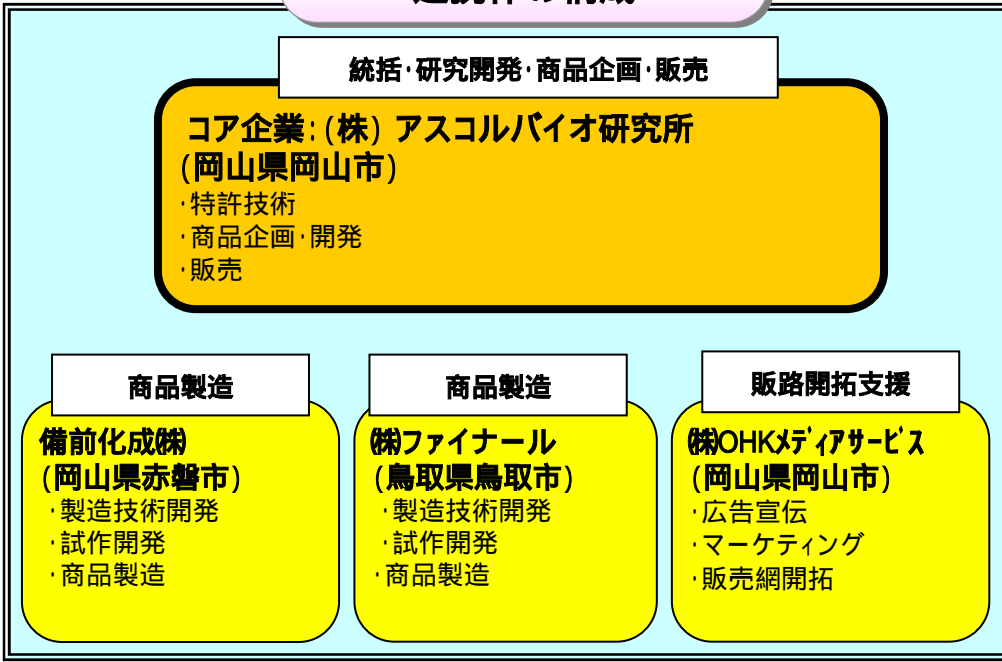 連携体の構成
統括･研究開発･商品企画･販売
コア企業:(株) アスコルバイオ研究所
(岡山県岡山市)
･特許技術
･商品企画･開発
･販売
商品製造
備前化成㈱
(岡山県赤磐市)
･製造技術開発
･試作開発
･商品製造
商品製造
㈱ファイナール
(鳥取県鳥取市)
･製造技術開発
･試作開発
･商品製造
販路開拓支援
㈱OHKﾒﾃﾞｨｱｻｰﾋﾞｽ
(岡山県岡山市)
･広告宣伝
･マーケティング
･販売網開拓